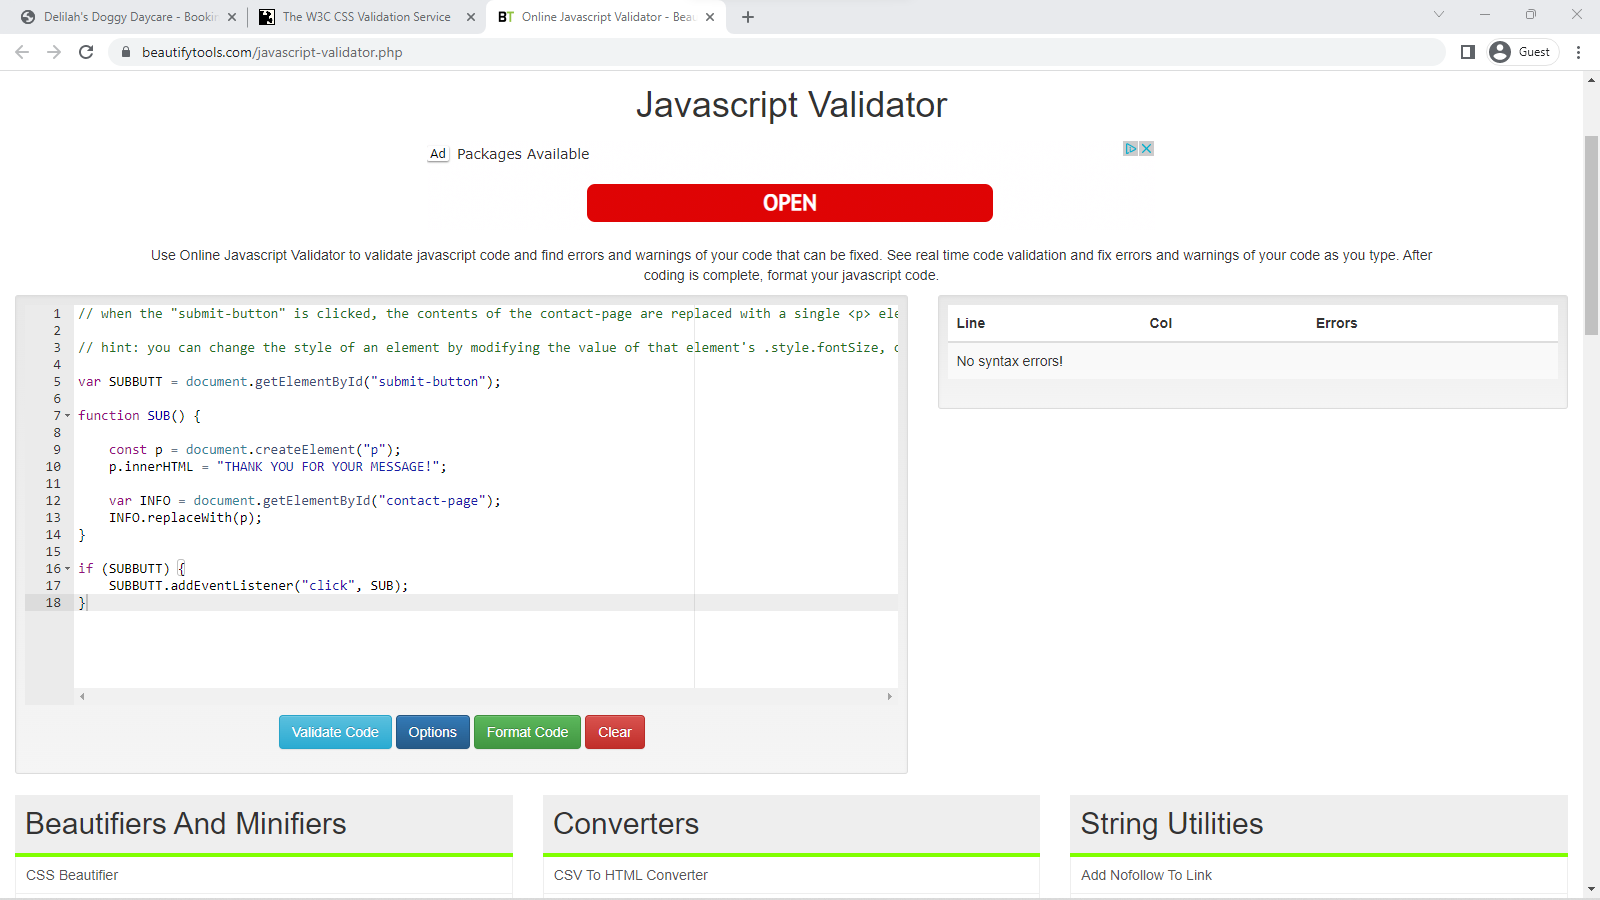 Delilah's Doggy Daycare - Bookin
The W3C CSS Validation Service
BT Online Javascript Validator - Bea
beautifytools.com/javascript-validator.php
Guest
Javascript Validator
Ad Packages Available
OPEN
Use Online Javascript Validator to validate javascript code and find errors and warnings of your code that can be fixed. See real time code validation and fix errors and warnings of your code as you type. After
coding is complete, format your javascript code.
1 // when the "submit-button" is clicked, the contents of the contact-page are replaced with a single <p> ele
2
3 // hint: you can change the style of an element by modifying the value of that element's .style.fontSize,
4
5 var SUBBUTT = document.getElementById("submit-button");
6
7 function SUB() {
8
9 const p = document.createElement("p");
10 p.innerHTML = "THANK YOU FOR YOUR MESSAGE!";
11
12 var INFO = document.getElementById("contact-page");
13 INFO.replaceWith(p);
14 }
15
16 if (SUBBUTT) {
17 SUBBUTT.addEventListener("click", SUB);
18 }
Line Col Errors
No syntax errors!
Validate Code Options Format Code Clear
Beautifiers And Minifiers
CSS Beautifier
Converters
CSV To HTML Converter
String Utilities
Add Nofollow To Link